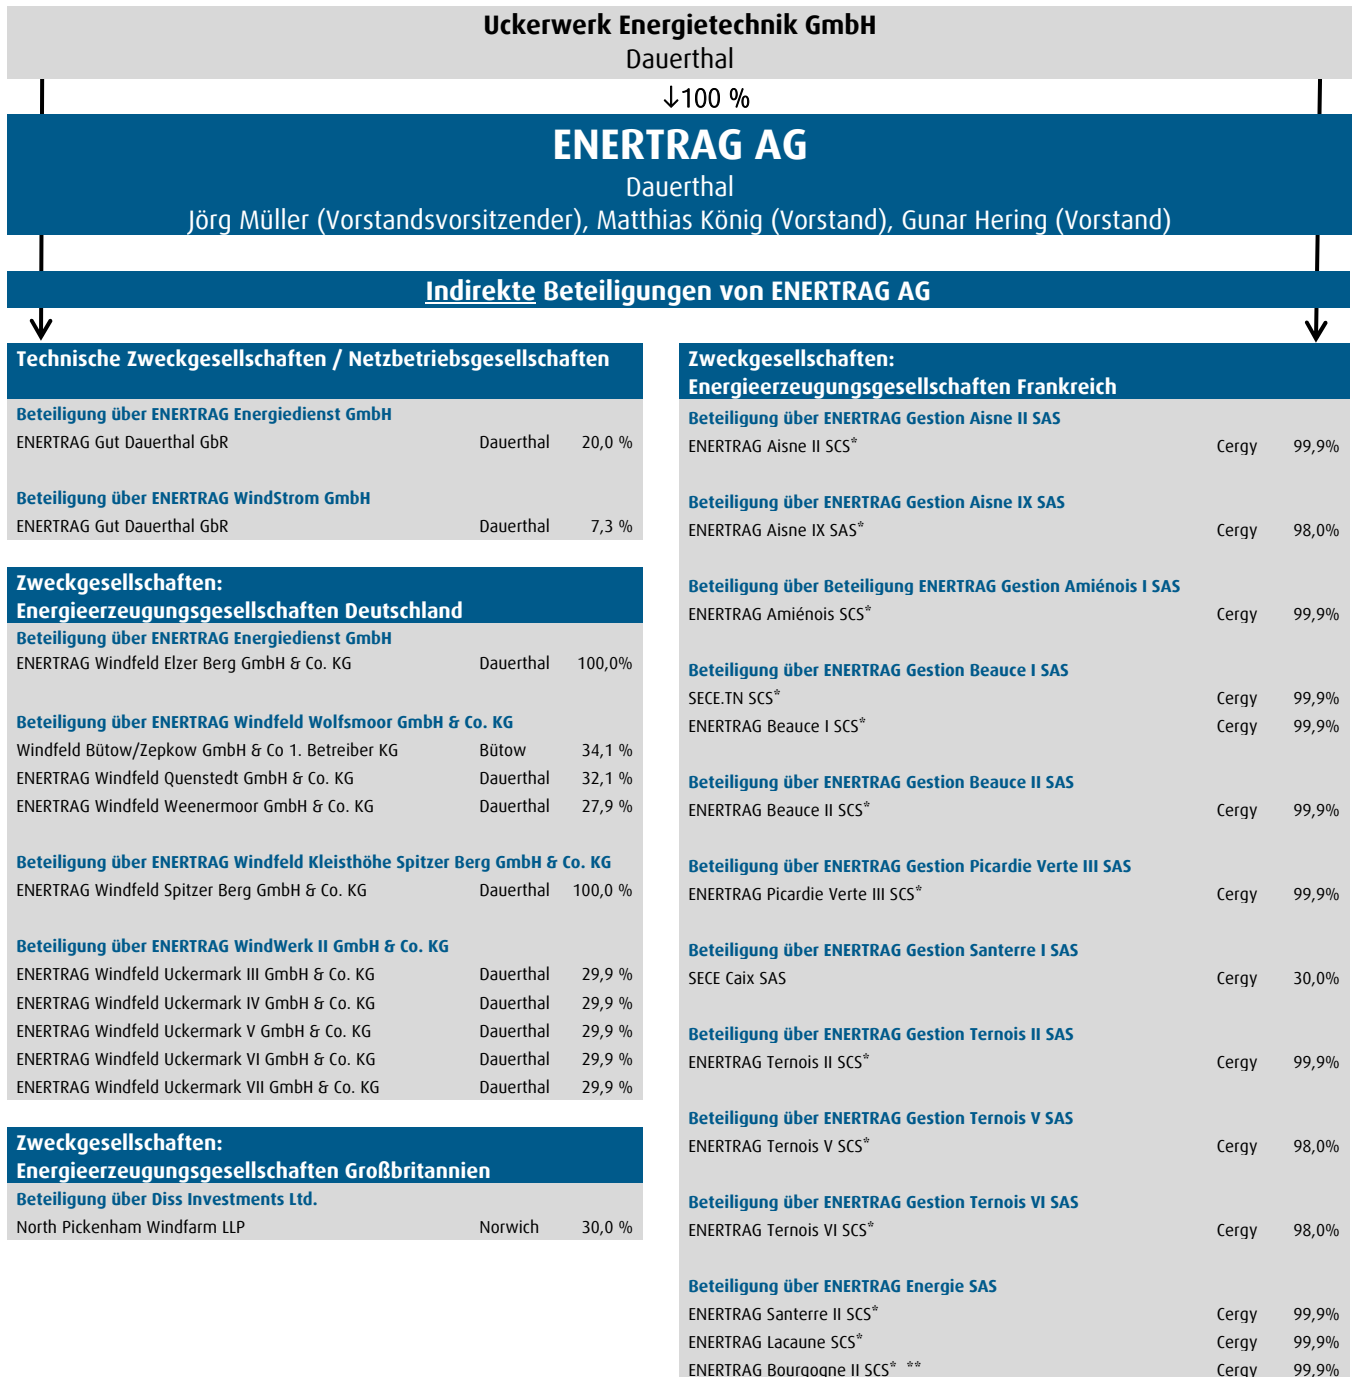 Uckerwerk Energietechnik GmbH
Dauerthal
↓100 %
ENERTRAG AG
Dauerthal
Jörg Müller (Vorstandsvorsitzender), Matthias König (Vorstand), Gunar Hering (Vorstand)
Indirekte Beteiligungen von ENERTRAG AG
Technische Zweckgesellschaften / Netzbetriebsgesellschaften
Beteiligung über ENERTRAG Energiedienst GmbH
ENERTRAG Gut Dauerthal GbR Dauerthal 20,0 %
Beteiligung über ENERTRAG WindStrom GmbH
ENERTRAG Gut Dauerthal GbR Dauerthal 7,3 %
Zweckgesellschaften:
Energieerzeugungsgesellschaften Deutschland
Beteiligung über ENERTRAG Energiedienst GmbH
ENERTRAG Windfeld Elzer Berg GmbH & Co. KG Dauerthal 100,0%
Beteiligung über ENERTRAG Windfeld Wolfsmoor GmbH & Co. KG
Windfeld Bütow/Zepkow GmbH & Co 1. Betreiber KG Bütow 34,1 %
ENERTRAG Windfeld Quenstedt GmbH & Co. KG Dauerthal 32,1 %
ENERTRAG Windfeld Weenermoor GmbH & Co. KG Dauerthal 27,9 %
Beteiligung über ENERTRAG Windfeld Kleisthöhe Spitzer Berg GmbH & Co. KG
ENERTRAG Windfeld Spitzer Berg GmbH & Co. KG Dauerthal 100,0 %
Beteiligung über ENERTRAG WindWerk II GmbH & Co. KG
ENERTRAG Windfeld Uckermark III GmbH & Co. KG Dauerthal 29,9 %
ENERTRAG Windfeld Uckermark IV GmbH & Co. KG Dauerthal 29,9 %
ENERTRAG Windfeld Uckermark V GmbH & Co. KG Dauerthal 29,9 %
ENERTRAG Windfeld Uckermark VI GmbH & Co. KG Dauerthal 29,9 %
ENERTRAG Windfeld Uckermark VII GmbH & Co. KG Dauerthal 29,9 %
Zweckgesellschaften:
Energieerzeugungsgesellschaften Großbritannien
Beteiligung über Diss Investments Ltd.
North Pickenham Windfarm LLP Norwich 30,0 %
Zweckgesellschaften:
Energieerzeugungsgesellschaften Frankreich
Beteiligung über ENERTRAG Gestion Aisne II SAS
ENERTRAG Aisne II SCS* Cergy 99,9%
Beteiligung über ENERTRAG Gestion Aisne IX SAS
ENERTRAG Aisne IX SAS* Cergy 98,0%
Beteiligung über Beteiligung ENERTRAG Gestion Amiénois I SAS
ENERTRAG Amiénois SCS* Cergy 99,9%
Beteiligung über ENERTRAG Gestion Beauce I SAS
SECE.TN SCS* Cergy 99,9%
ENERTRAG Beauce I SCS* Cergy 99,9%
Beteiligung über ENERTRAG Gestion Beauce II SAS
ENERTRAG Beauce II SCS* Cergy 99,9%
Beteiligung über ENERTRAG Gestion Picardie Verte III SAS
ENERTRAG Picardie Verte III SCS* Cergy 99,9%
Beteiligung über ENERTRAG Gestion Santerre I SAS
SECE Caix SAS Cergy 30,0%
Beteiligung über ENERTRAG Gestion Ternois II SAS
ENERTRAG Ternois II SCS* Cergy 99,9%
Beteiligung über ENERTRAG Gestion Ternois V SAS
ENERTRAG Ternois V SCS* Cergy 98,0%
Beteiligung über ENERTRAG Gestion Ternois VI SAS
ENERTRAG Ternois VI SCS* Cergy 98,0%
Beteiligung über ENERTRAG Energie SAS
ENERTRAG Santerre II SCS* Cergy 99,9%
ENERTRAG Lacaune SCS* Cergy 99,9%
ENERTRAG Bourgogne II SCS* ** Cergy 99,9%